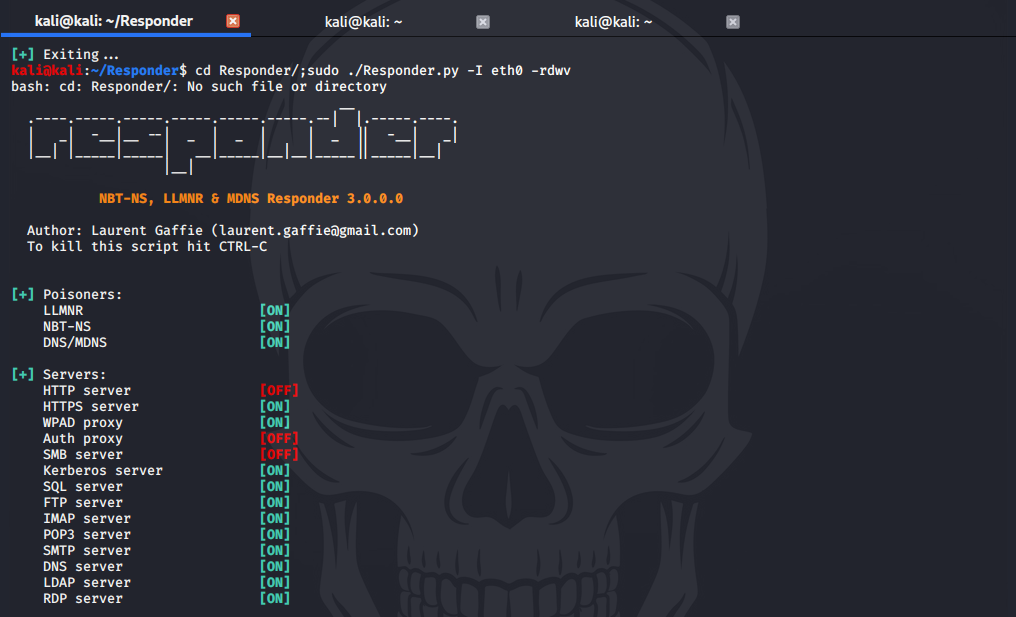 kali@kali: ~/Responder
kali@kali: ~
kali@kali: ~
[+] Exiting...
kali@kali:~/Responder$ cd Responder/;sudo ./Responder.py -I eth0 -rdwv
bash: cd: Responder/: No such file or directory
NBT-NS, LLMNR & MDNS Responder 3.0.0.0
Author: Laurent Gaffie (laurent.gaffie@gmail.com)
To kill this script hit CTRL-C
[+] Poisoners:
LLMNR [ON]
NBT-NS [ON]
DNS/MDNS [ON]
[+] Servers:
HTTP server [OFF]
HTTPS server [ON]
WPAD proxy [ON]
Auth proxy [OFF]
SMB server [OFF]
Kerberos server [ON]
SQL server [ON]
FTP server [ON]
IMAP server [ON]
POP3 server [ON]
SMTP server [ON]
DNS server [ON]
LDAP server [ON]
RDP server [ON]